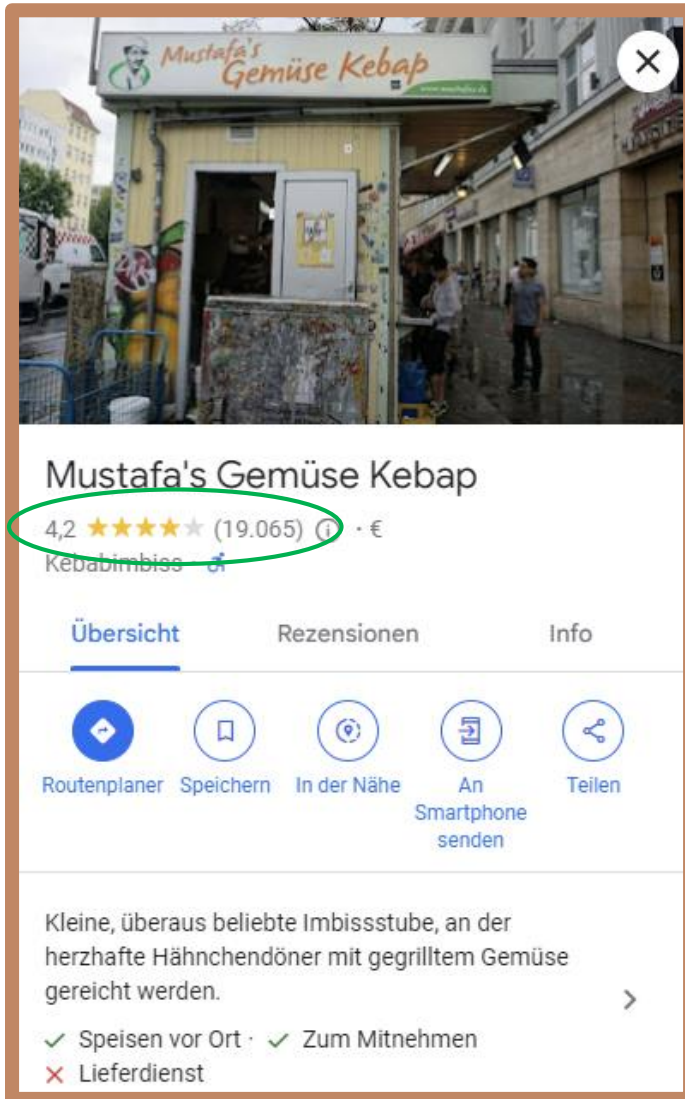 Mustafa's
Gemüse Kebap
Mustafa's Gemüse Kebap
4,2 (19.065) · €
Kebabimbiss
Übersicht Rezensionen Info
Routenplaner Speichern In der Nähe An Smartphone senden Teilen
Kleine, überaus beliebte Imbissstube, an der
herzhafte Hähnchendöner mit gegrilltem Gemüse
gereicht werden.
Speisen vor Ort · Zum Mitnehmen
Lieferdienst